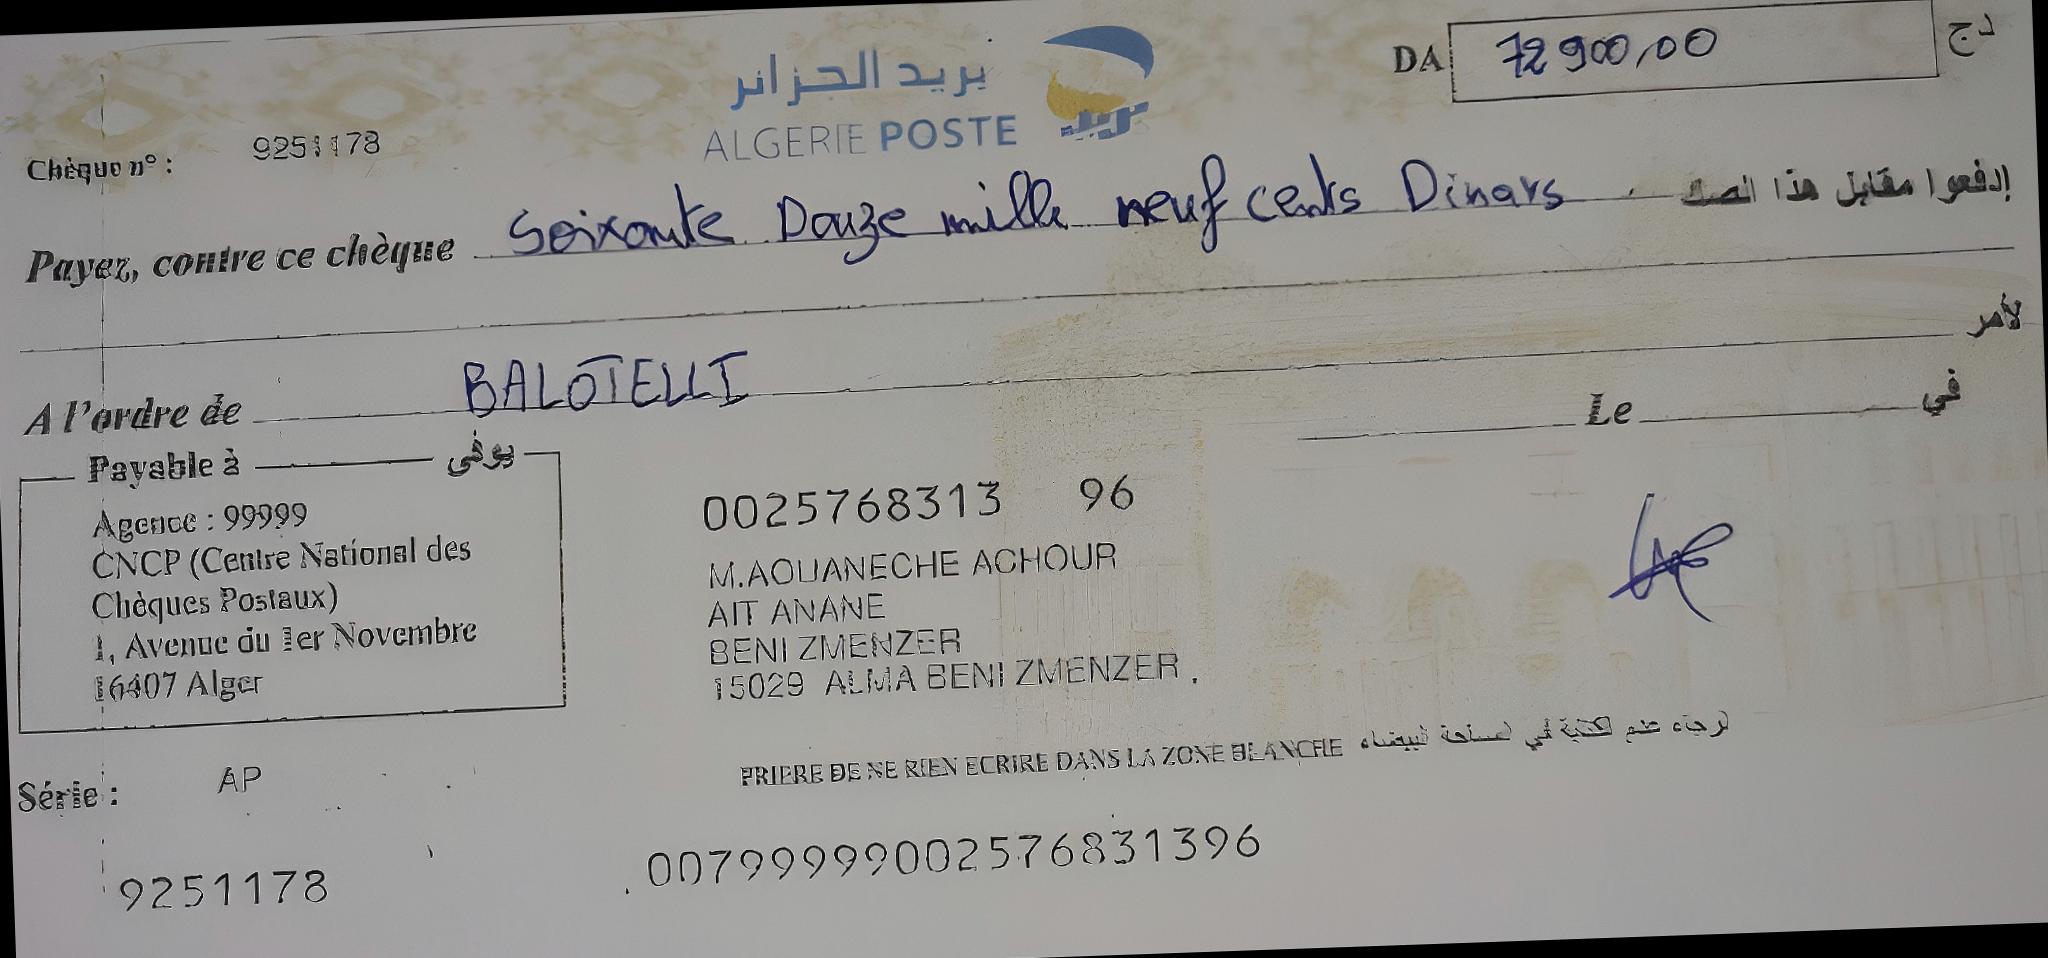 بريد الجزائر
ALGERIE POSTE
بريد
DA 72 900,00 دج
Chèque n° : 9251178
Payez, contre ce chèque Soixante Douze mille neuf cents Dinars إدفعوا مقابل هذا الصك
A l'ordre de BALOTELLI لأمر
Le في
Payable à يوفى
Agence : 99999
CNCP (Centre National des
Chèques Postaux)
1, Avenue du 1er Novembre
16407 Alger
0025768313 96
M.AOUANECHE ACHOUR
AIT ANANE
BENI ZMENZER
15029 ALMA BENI ZMENZER .
PRIERE DE NE RIEN ECRIRE DANS LA ZONE BLANCHE الرجاء عدم الكتابة في المساحة البيضاء
Série : AP
9251178
00799999002576831396